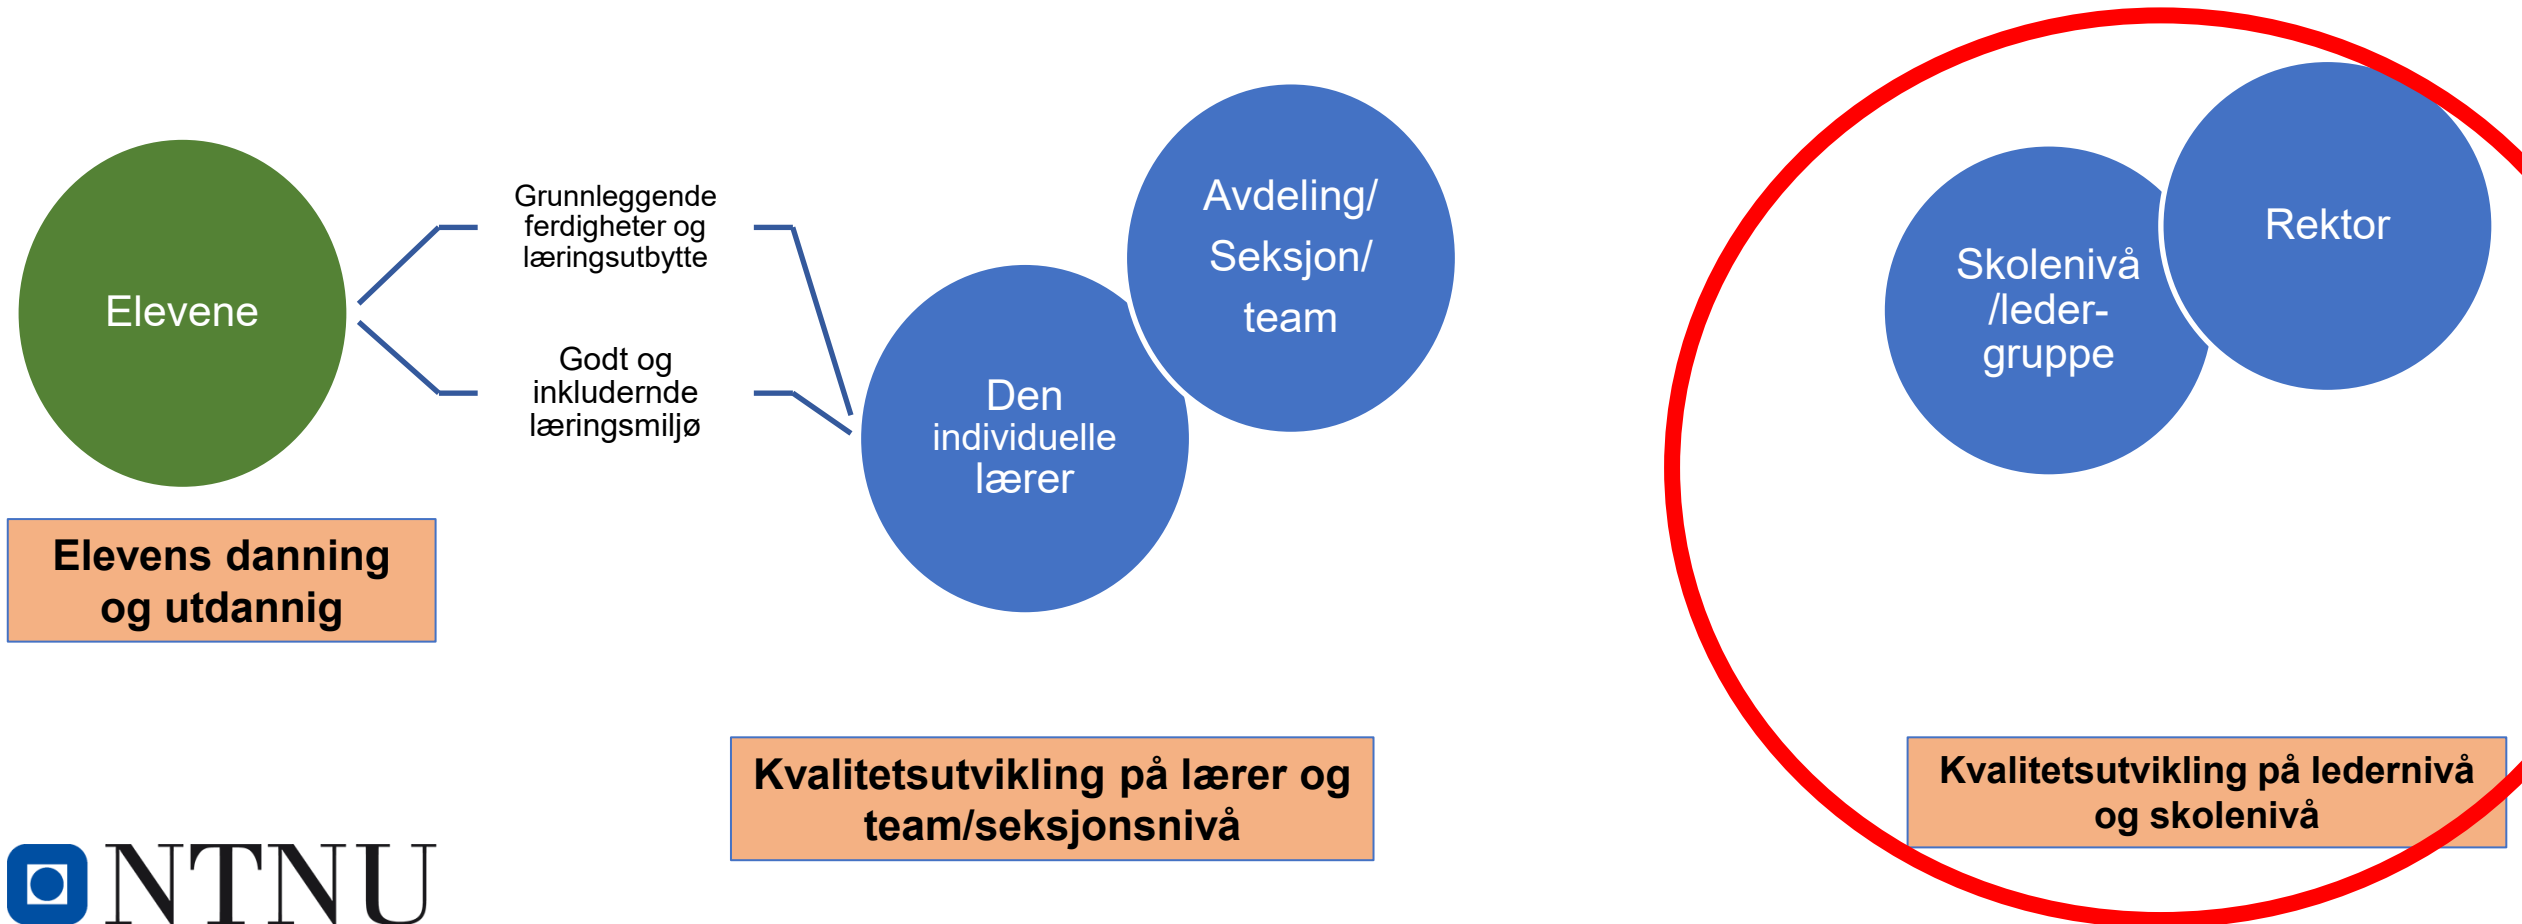 Elevene
Grunnleggende
ferdigheter og
læringsutbytte
Godt og
inkludernde
læringsmiljø
Den
individuelle
lærer
Avdeling/
Seksjon/
team
Skolenivå
/leder-
gruppe
Rektor
Elevens danning
og utdannig
Kvalitetsutvikling på lærer og
team/seksjonsnivå
Kvalitetsutvikling på ledernivå
og skolenivå
NTNU